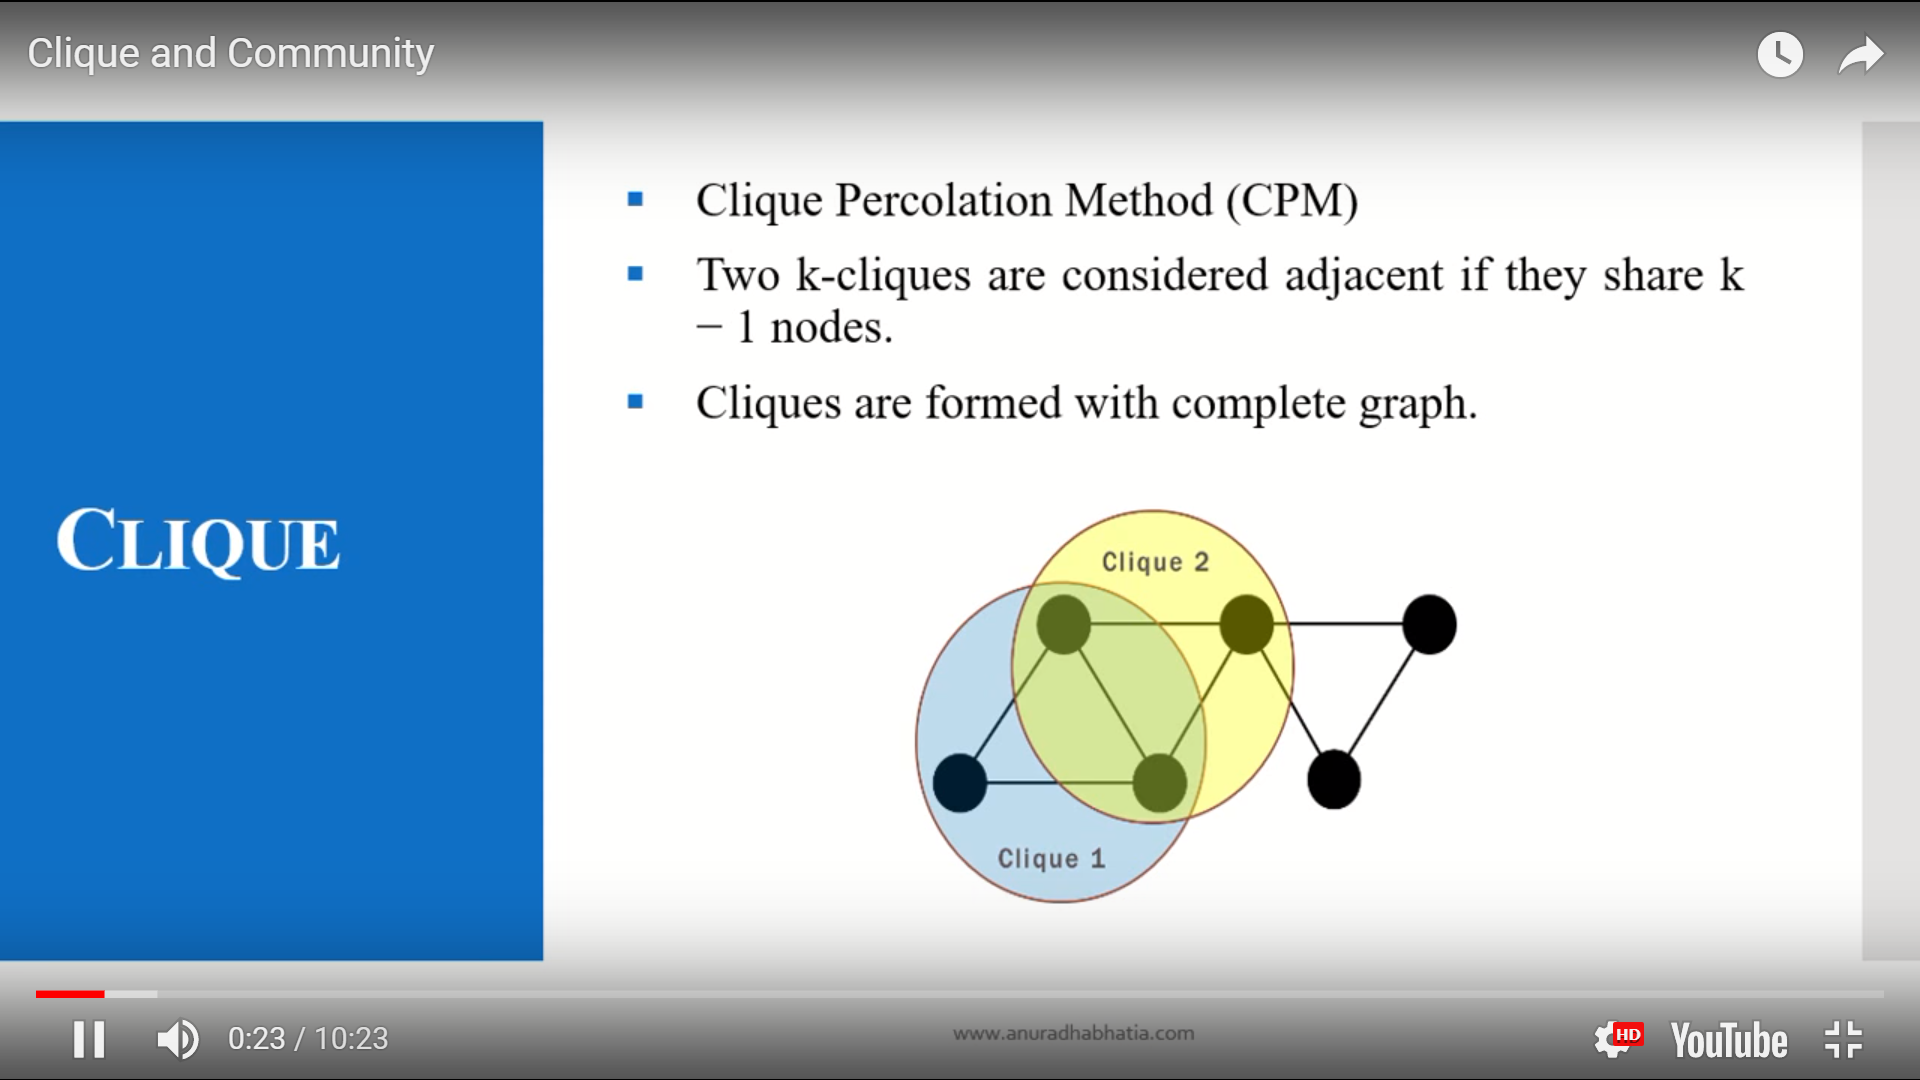 Clique and Community
CLIQUE
Clique Percolation Method (CPM)
Two k-cliques are considered adjacent if they share k
− 1 nodes.
Cliques are formed with complete graph.
Clique 2
Clique 1
0:23 / 10:23
www.anuradhabhatia.com
HD
YouTube